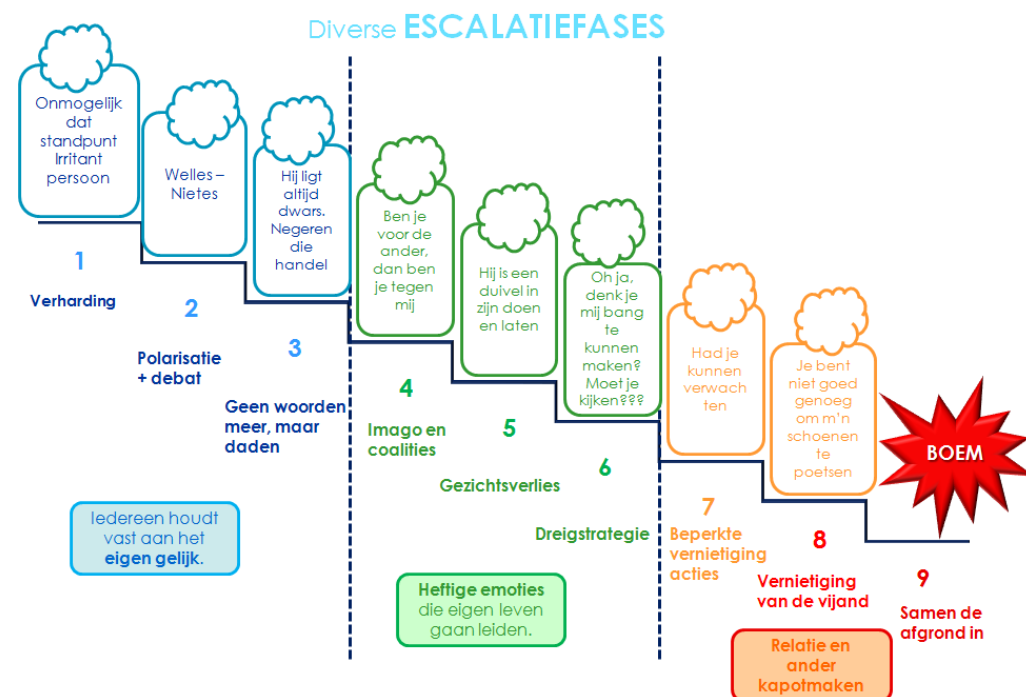 Diverse ESCALATIEFASES
Onmogelijk
dat
standpunt
Irritant
persoon
1
Verharding
Welles –
Nietes
2
Polarisatie
+ debat
Hij ligt
altijd
dwars.
Negeren
die
handel
3
Geen woorden
meer, maar
daden
Iedereen houdt
vast aan het
eigen gelijk.
Ben je
voor de
ander,
dan ben
je tegen
mij
4
Imago en
coalities
Hij is een
duivel in
zijn doen
en laten
5
Gezichtsverlies
Oh ja,
denk je
mij bang
te
kunnen
maken?
Moet je
kijken???
6
Dreigstrategie
Heftige emoties
die eigen leven
gaan leiden.
Had je
kunnen
verwach
ten
7
Beperkte
vernietiging
acties
Je bent
niet goed
genoeg
om m'n
schoenen
te
poetsen
8
Vernietiging
van de vijand
BOEM
9
Samen de
afgrond in
Relatie en
ander
kapotmaken